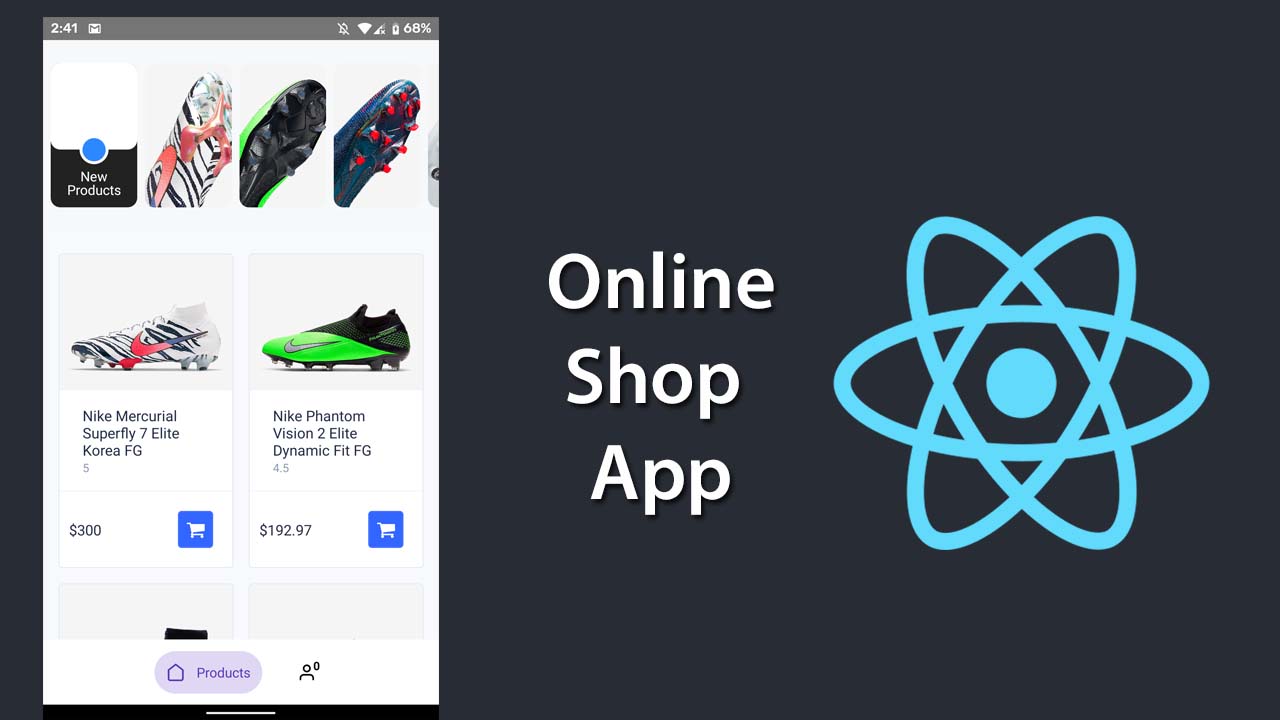 2:41
68%
New
Products
Nike Mercurial
Superfly 7 Elite
Korea FG
5
$300
Nike Phantom
Vision 2 Elite
Dynamic Fit FG
4.5
$192.97
Products
0
Online
Shop
App